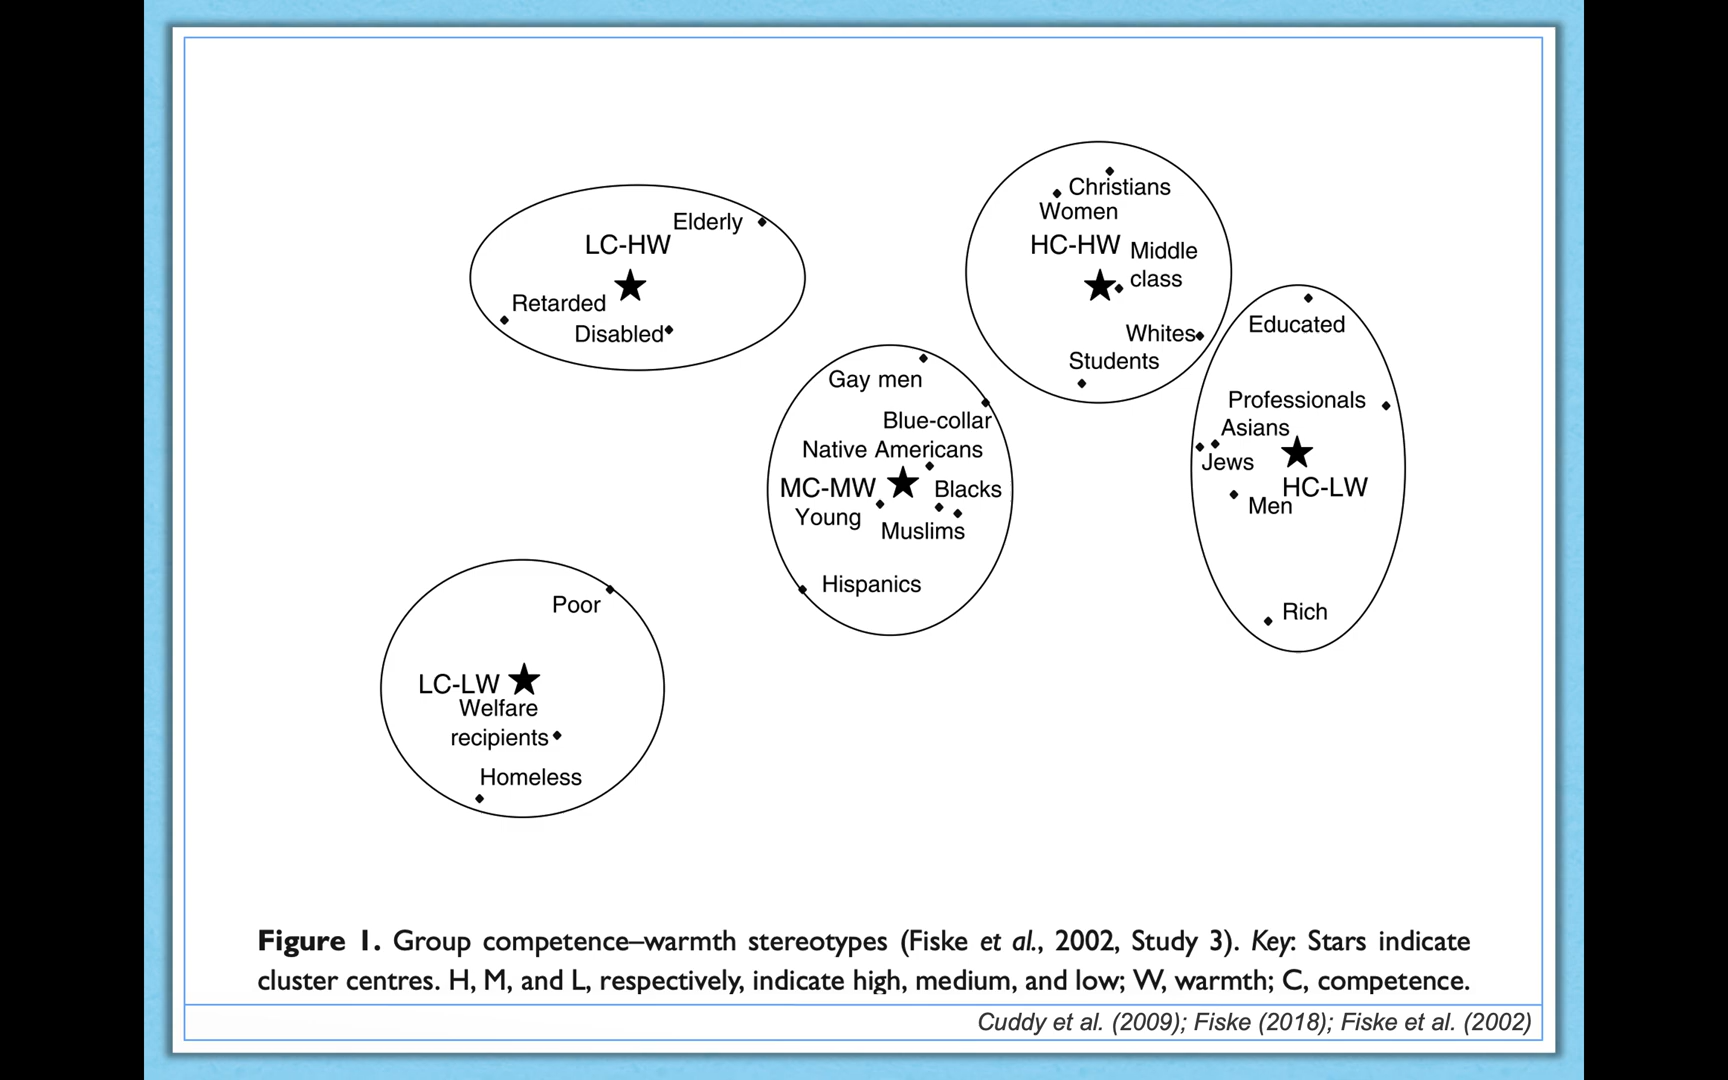 Christians
Women
Elderly
LC-HW
HC-HW
Middle
class
Retarded
Disabled
Whites
Students
Educated
Gay men
Blue-collar
Native Americans
MC-MW
Blacks
Young
Muslims
Hispanics
Professionals
Asians
Jews
HC-LW
Men
Rich
Poor
LC-LW
Welfare
recipients
Homeless
Figure 1. Group competence–warmth stereotypes (Fiske et al., 2002, Study 3). Key: Stars indicate
cluster centres. H, M, and L, respectively, indicate high, medium, and low; W, warmth; C, competence.
Cuddy et al. (2009); Fiske (2018); Fiske et al. (2002)